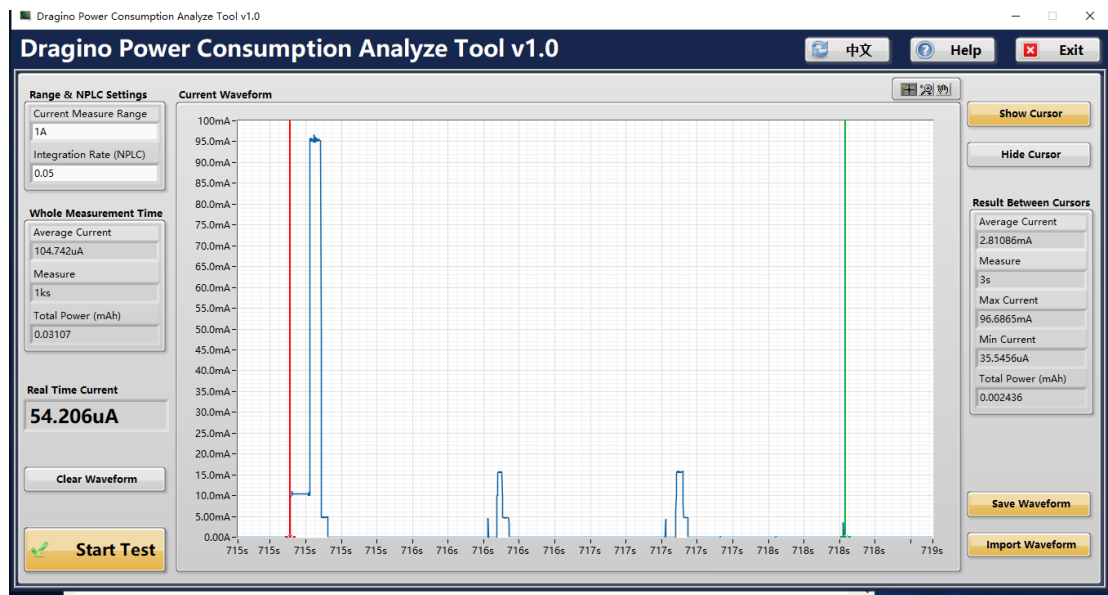 Dragino Power Consumption Analyze Tool v1.0
Dragino Power Consumption Analyze Tool v1.0
中文
Help
Exit
Range & NPLC Settings
Current Measure Range
1A
Integration Rate (NPLC)
0.05
Whole Measurement Time
Average Current
104.742uA
Measure
1ks
Total Power (mAh)
0.03107
Real Time Current
54.206uA
Clear Waveform
Start Test
Current Waveform
100mA
95.0mA
90.0mA
85.0mA
80.0mA
75.0mA
70.0mA
65.0mA
60.0mA
55.0mA
50.0mA
45.0mA
40.0mA
35.0mA
30.0mA
25.0mA
20.0mA
15.0mA
10.0mA
5.00mA
0.00A
715s 715s 715s 715s 715s 716s 716s 716s 716s 716s 717s 717s 717s 717s 717s 718s 718s 718s 718s 719s
Show Cursor
Hide Cursor
Result Between Cursors
Average Current
2.81086mA
Measure
3s
Max Current
96.6865mA
Min Current
35.5456uA
Total Power (mAh)
0.002436
Save Waveform
Import Waveform